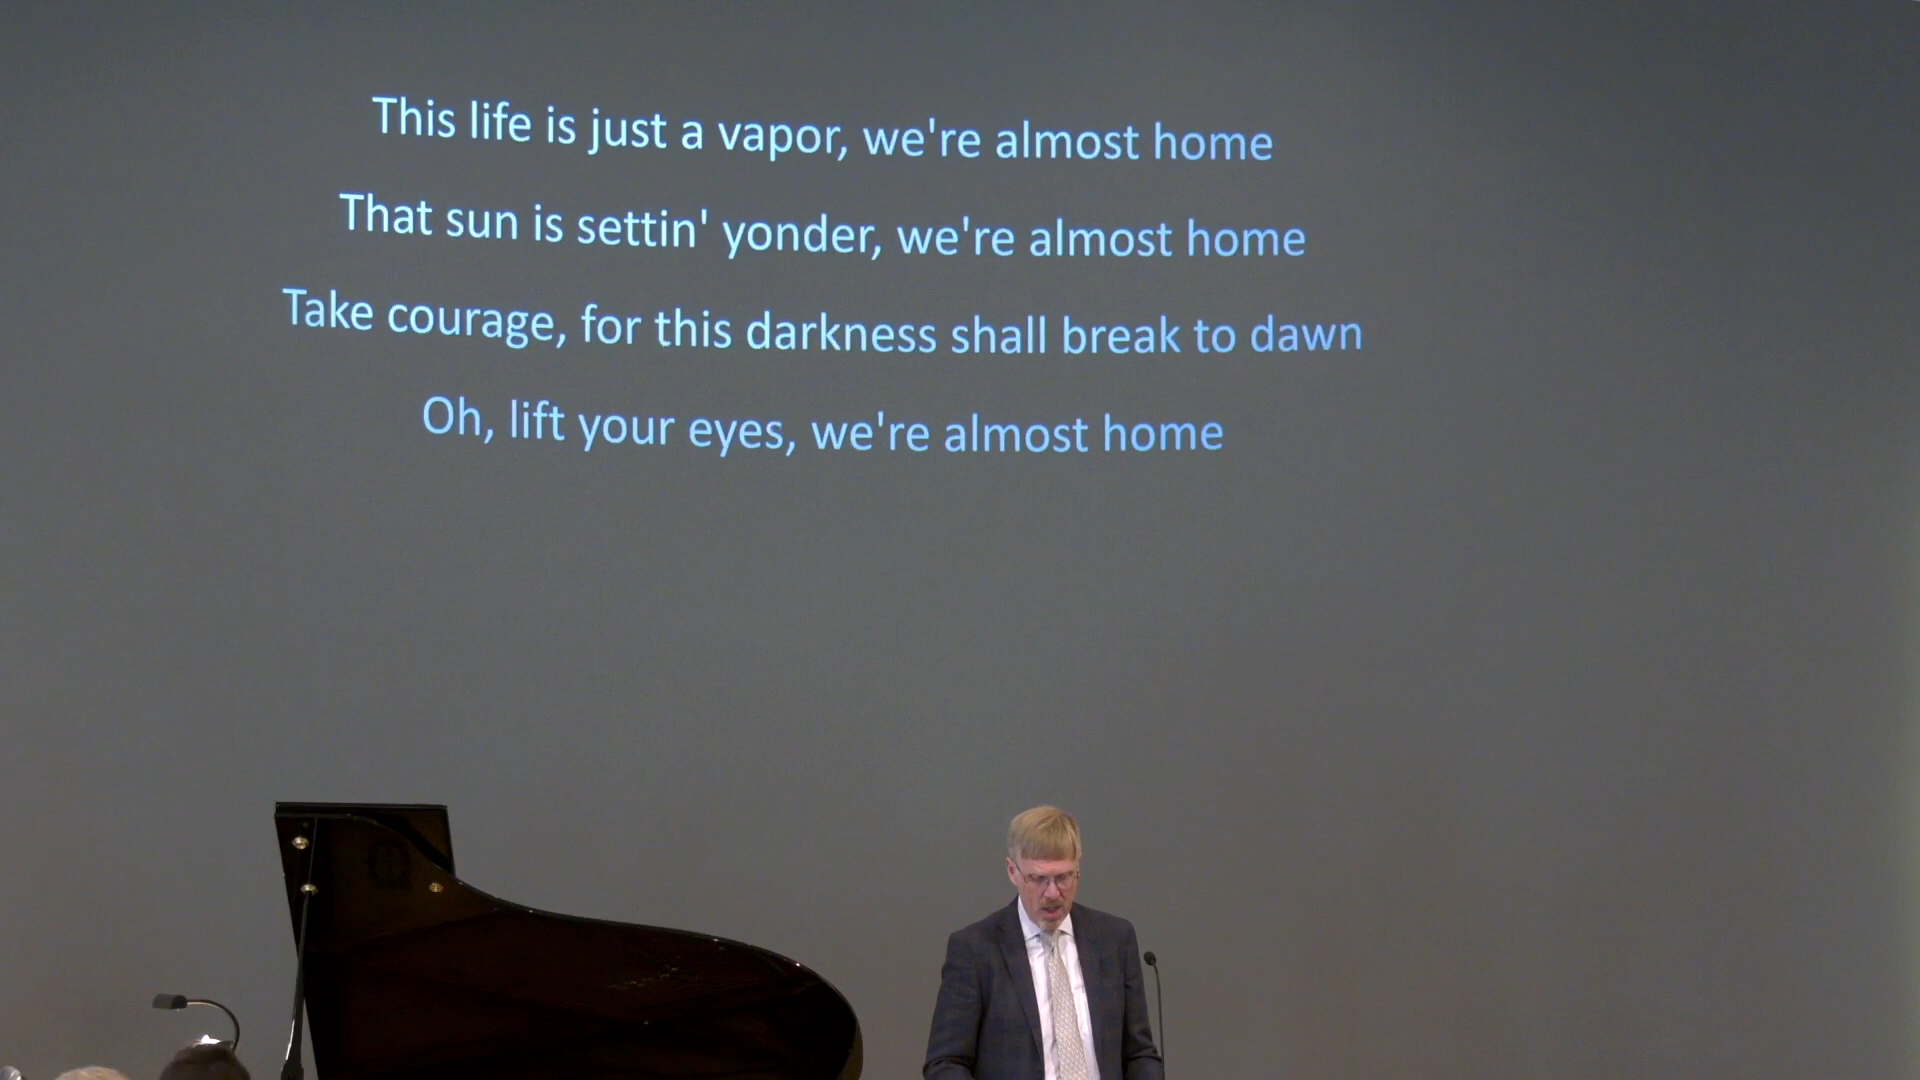 This life is just a vapor, we're almost home
That sun is settin' yonder, we're almost home
Take courage, for this darkness shall break to dawn
Oh, lift your eyes, we're almost home